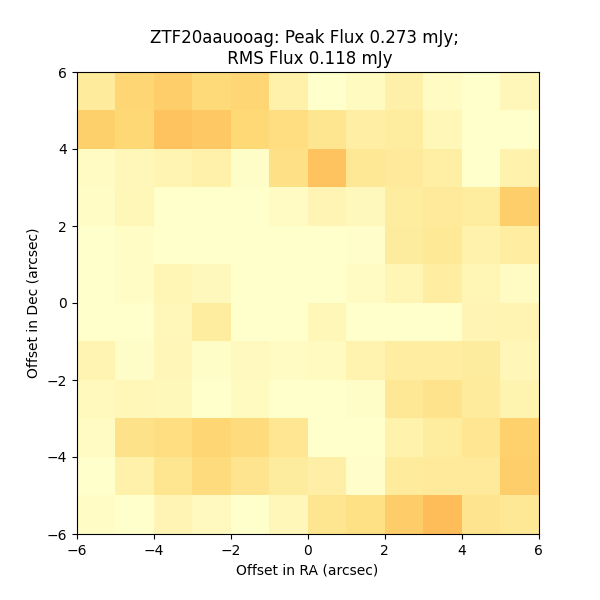 ZTF20aauooag: Peak Flux 0.273 mJy;
RMS Flux 0.118 mJy
6
4
2
0
−2
−4
−6
Offset in Dec (arcsec)
−6 −4 −2 0 2 4 6
Offset in RA (arcsec)